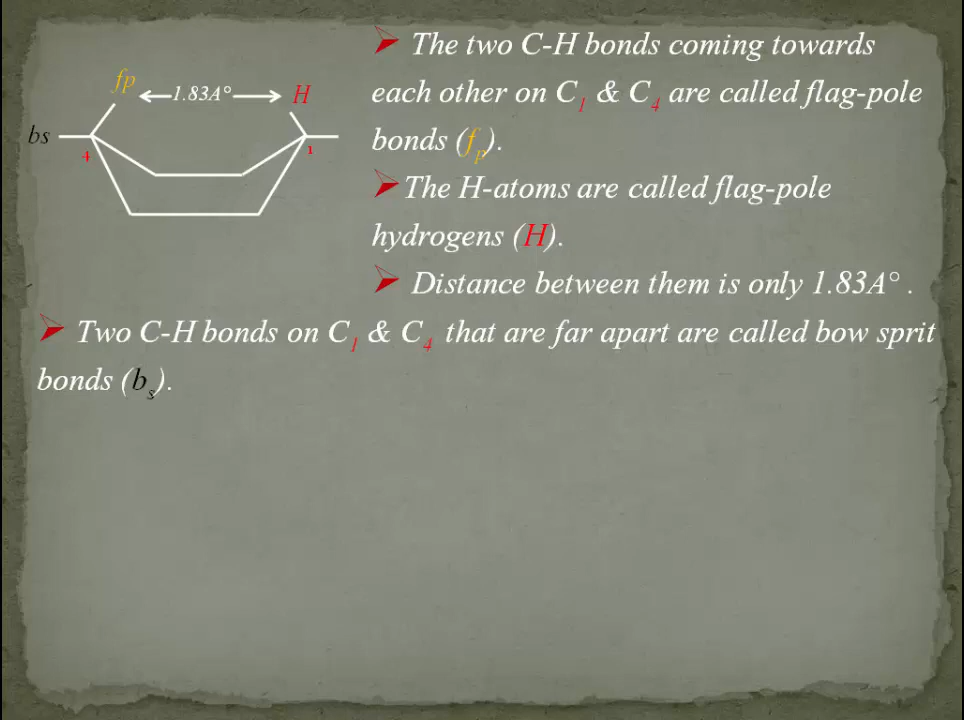 fp
1.83A°
H
bs
4
1
➢ The two C-H bonds coming towards
each other on C1 & C4 are called flag-pole
bonds (fp).
➢ The H-atoms are called flag-pole
hydrogens (H).
➢ Distance between them is only 1.83A° .
➢ Two C-H bonds on C1 & C4 that are far apart are called bow sprit
bonds (bs).